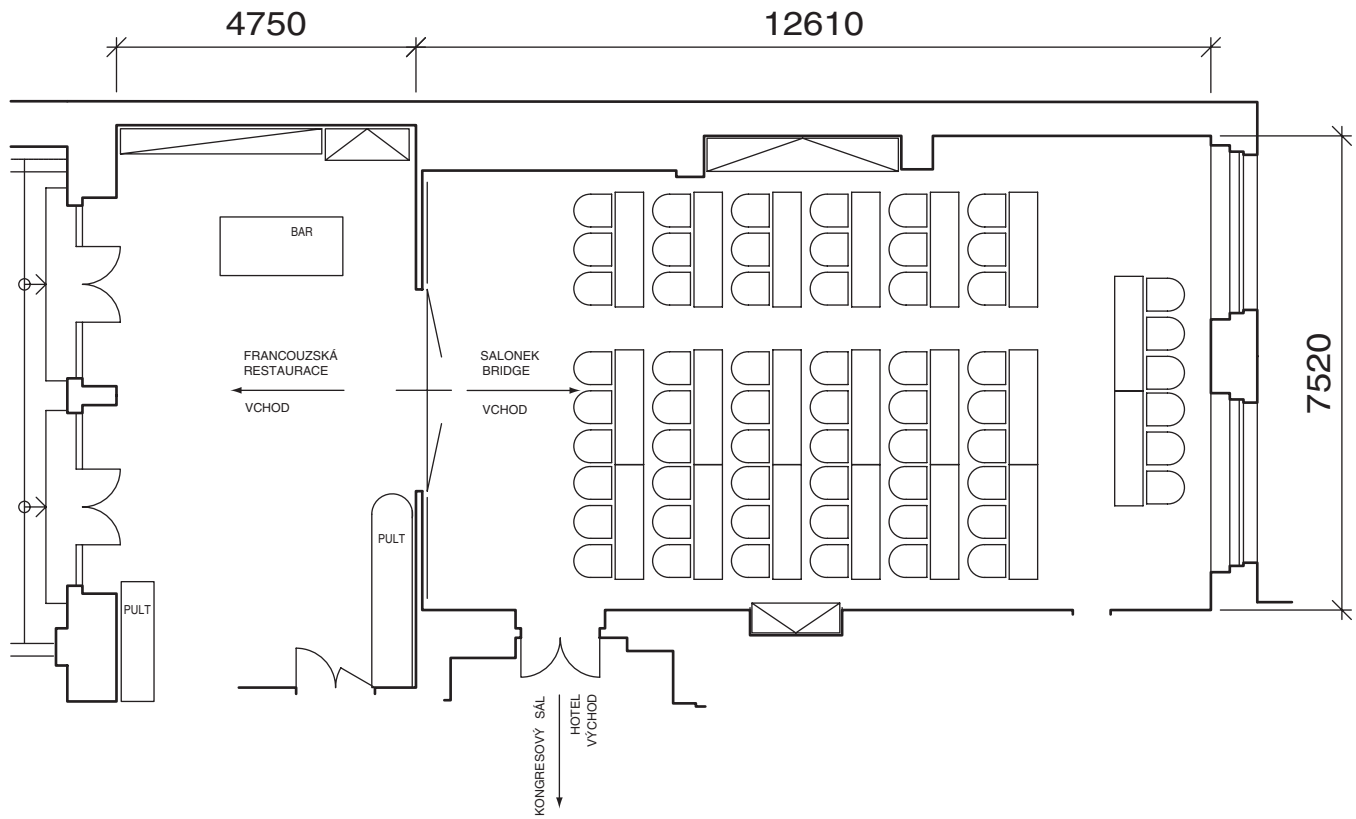 4750
12610
7520
BAR
FRANCOUZSKÁ
RESTAURACE
VCHOD
SALONEK
BRIDGE
VCHOD
PULT
PULT
KONGRESOVÝ SÁL
HOTEL
VÝCHOD